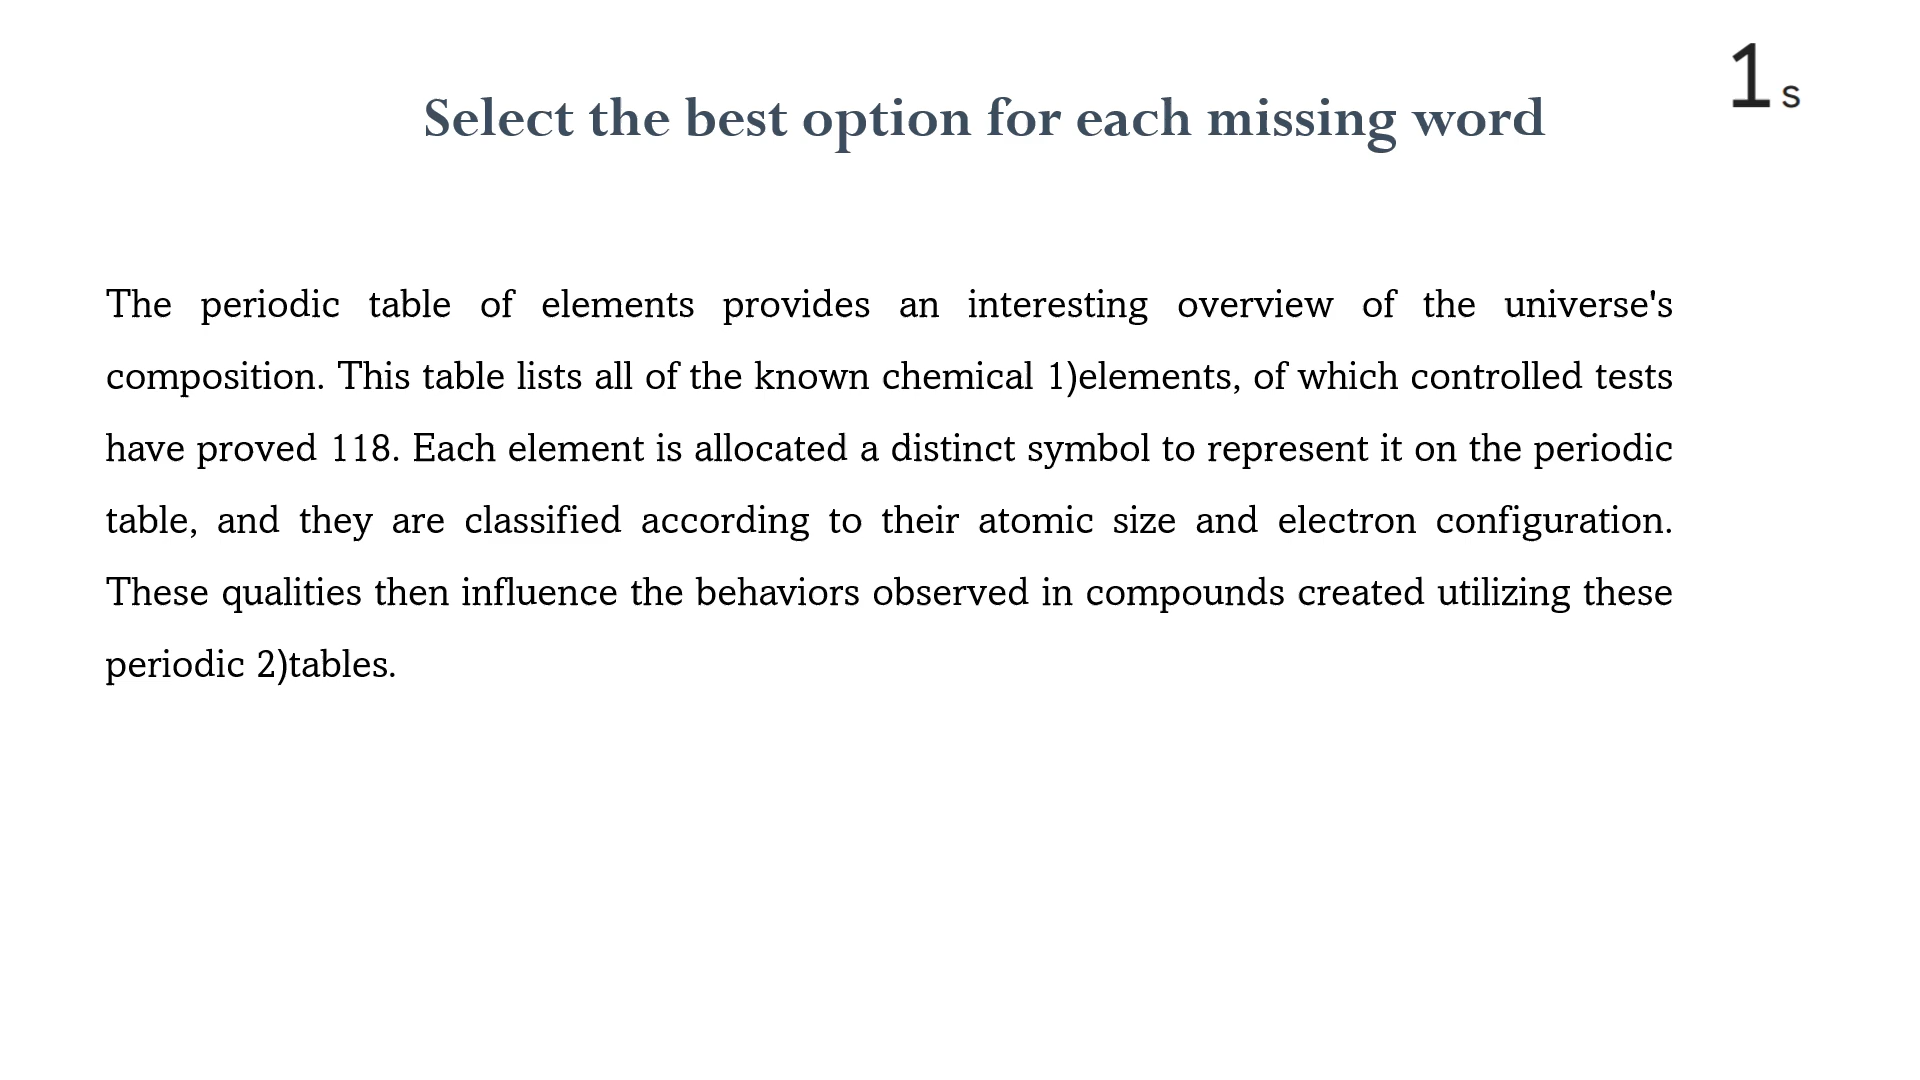 1 s
Select the best option for each missing word
The periodic table of elements provides an interesting overview of the universe's
composition. This table lists all of the known chemical 1)elements, of which controlled tests
have proved 118. Each element is allocated a distinct symbol to represent it on the periodic
table, and they are classified according to their atomic size and electron configuration.
These qualities then influence the behaviors observed in compounds created utilizing these
periodic 2)tables.